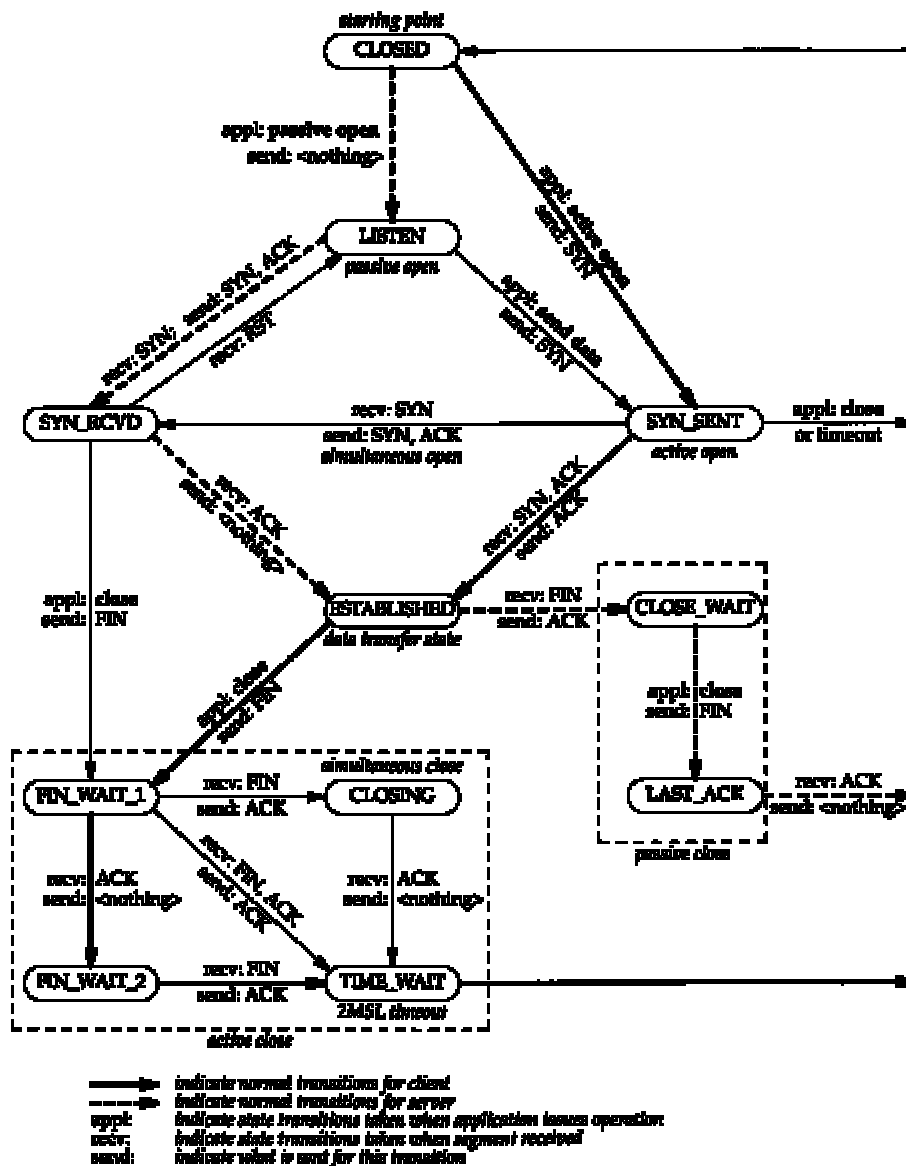 starting point
CLOSED
appl: passive open
send: <nothing>
appl: active open
send: SYN
LISTEN
passive open
recv: SYN; send: SYN, ACK
recv: RST
appl: send data
send: SYN
SYN_RCVD
recv: SYN
send: SYN, ACK
simultaneous open
SYN_SENT
active open
appl: close
or timeout
recv: ACK
send: <nothing>
recv: SYN, ACK
send: ACK
appl: close
send: FIN
ESTABLISHED
data transfer state
recv: FIN
send: ACK
CLOSE_WAIT
appl: close
send: FIN
appl: close
send: FIN
simultaneous close
FIN_WAIT_1
recv: FIN
send: ACK
CLOSING
LAST_ACK
recv: ACK
send: <nothing>
passive close
recv: ACK
send: <nothing>
recv: FIN, ACK
send: ACK
recv: ACK
send: <nothing>
FIN_WAIT_2
recv: FIN
send: ACK
TIME_WAIT
2MSL timeout
active close
indicate normal transitions for client
indicate normal transitions for server
appl: indicate state transitions taken when application issues operation
recv: indicate state transitions taken when segment received
send: indicate what is sent for this transition